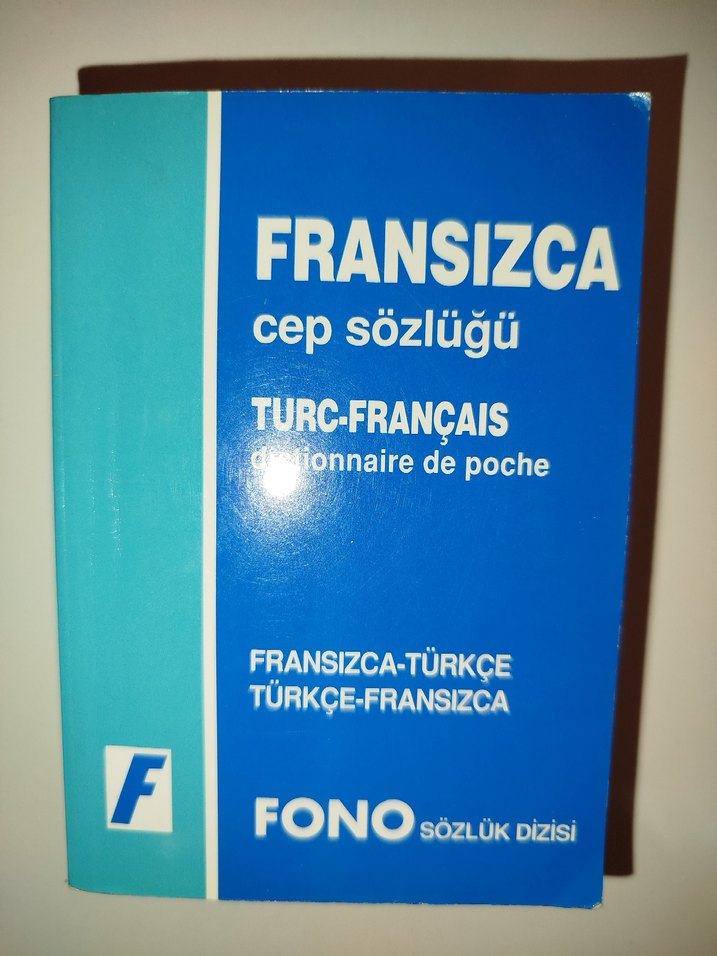 FRANSIZCA
cep sözlüğü
TURC-FRANÇAIS
dictionnaire de poche
FRANSIZCA-TÜRKÇE
TÜRKÇE-FRANSIZCA
F
FONO SÖZLÜK DİZİSİ